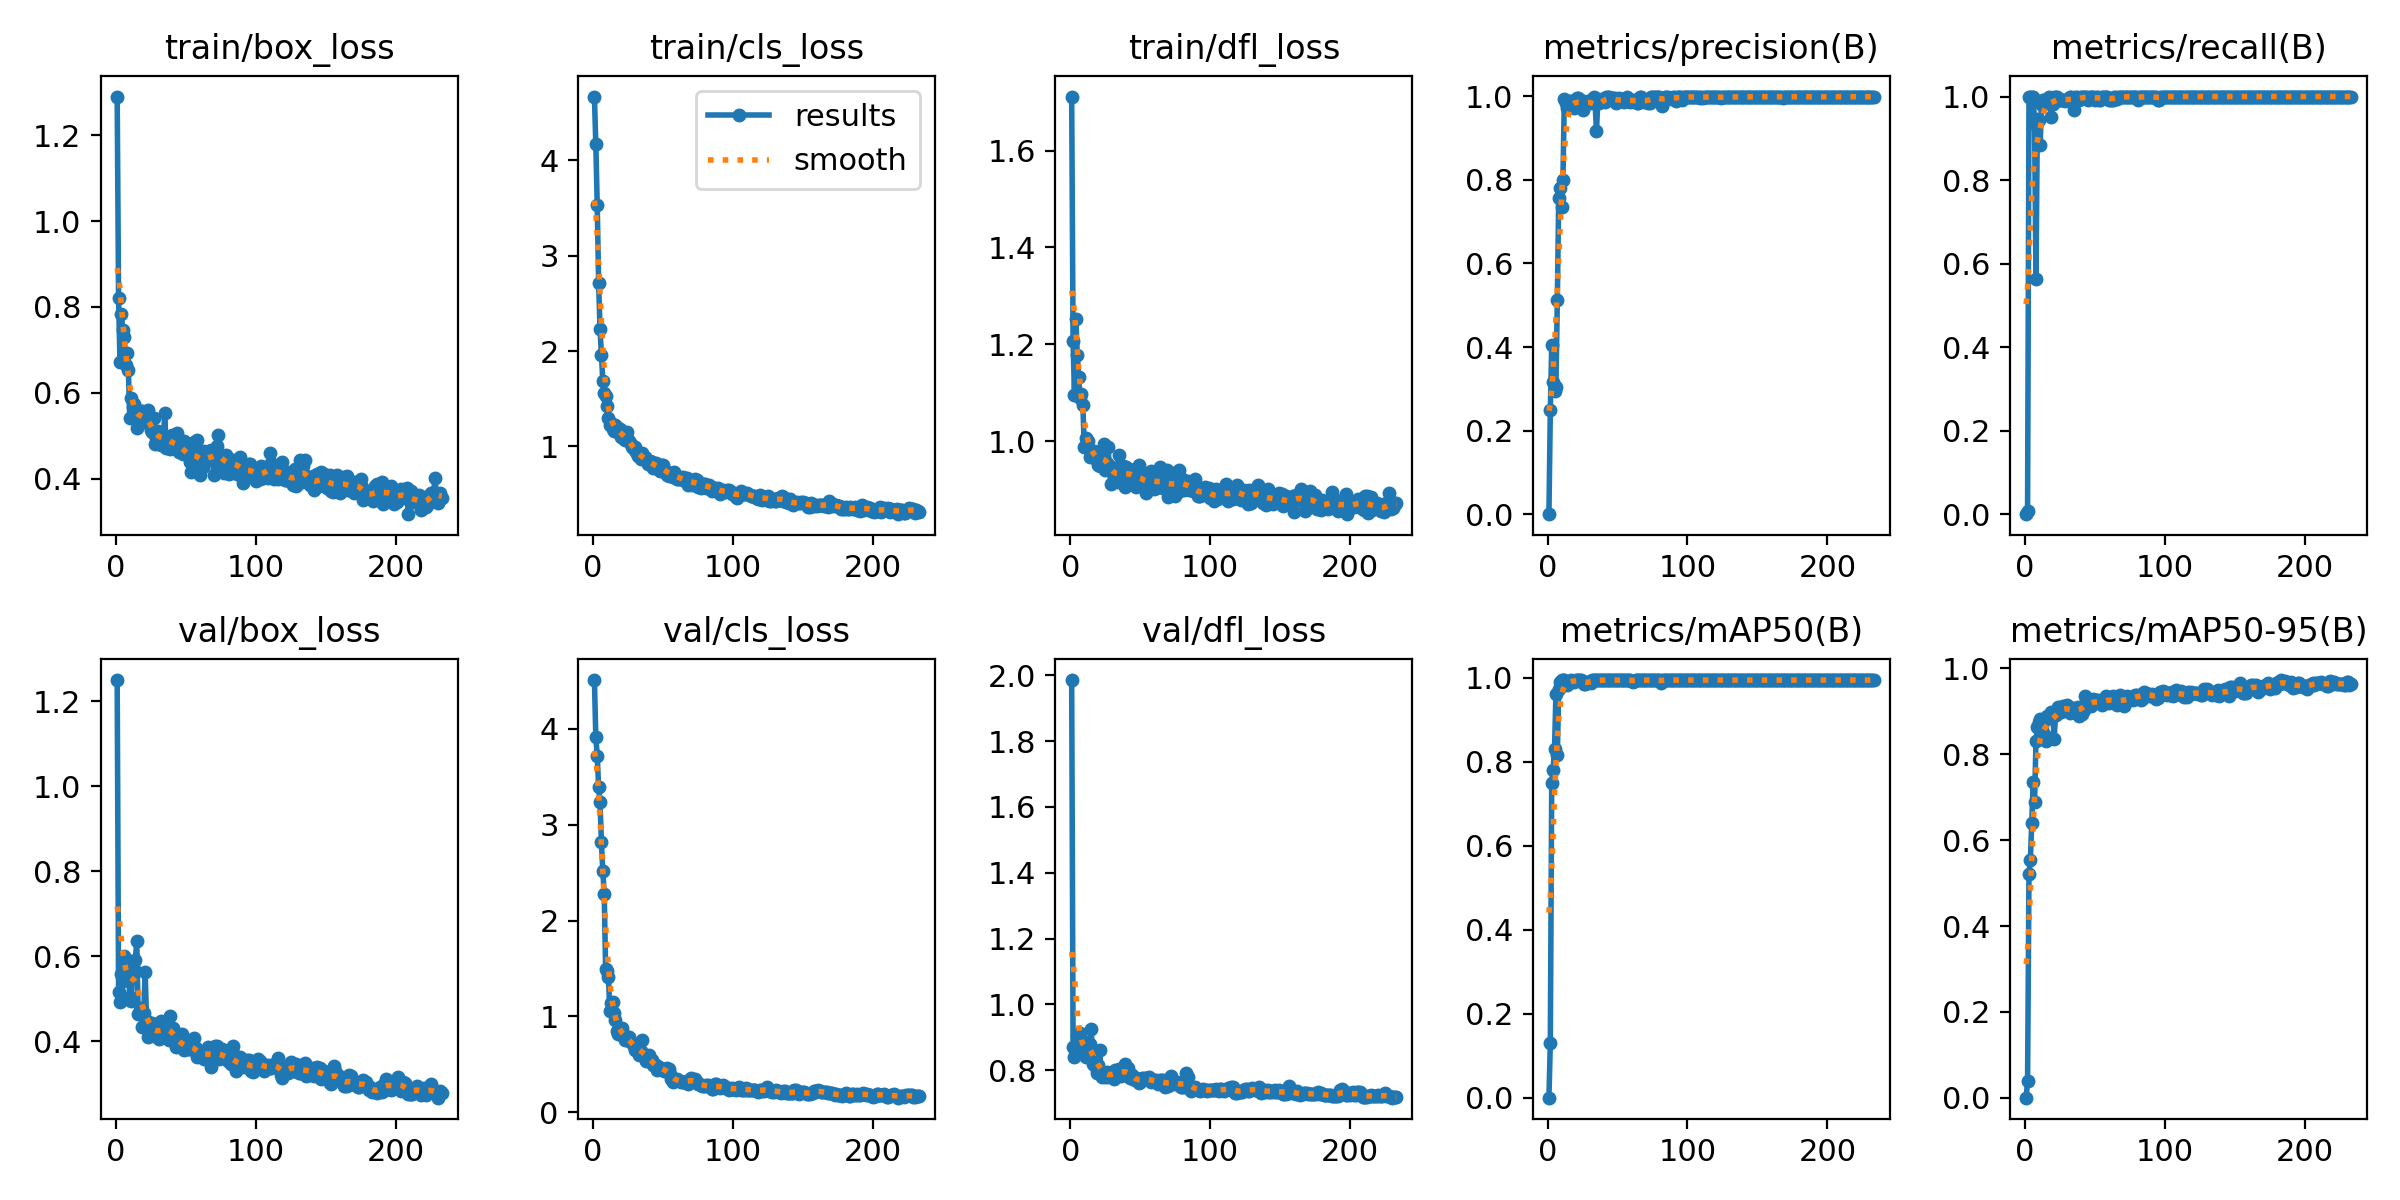 train/box_loss
train/cls_loss
train/dfl_loss
metrics/precision(B)
metrics/recall(B)
1.2
1.0
0.8
0.6
0.4
0 100 200
results
smooth
4
3
2
1
0 100 200
1.6
1.4
1.2
1.0
0 100 200
1.0
0.8
0.6
0.4
0.2
0.0
0 100 200
1.0
0.8
0.6
0.4
0.2
0.0
0 100 200
val/box_loss
val/cls_loss
val/dfl_loss
metrics/mAP50(B)
metrics/mAP50-95(B)
1.2
1.0
0.8
0.6
0.4
0 100 200
4
3
2
1
0
0 100 200
2.0
1.8
1.6
1.4
1.2
1.0
0.8
0 100 200
1.0
0.8
0.6
0.4
0.2
0.0
0 100 200
1.0
0.8
0.6
0.4
0.2
0.0
0 100 200